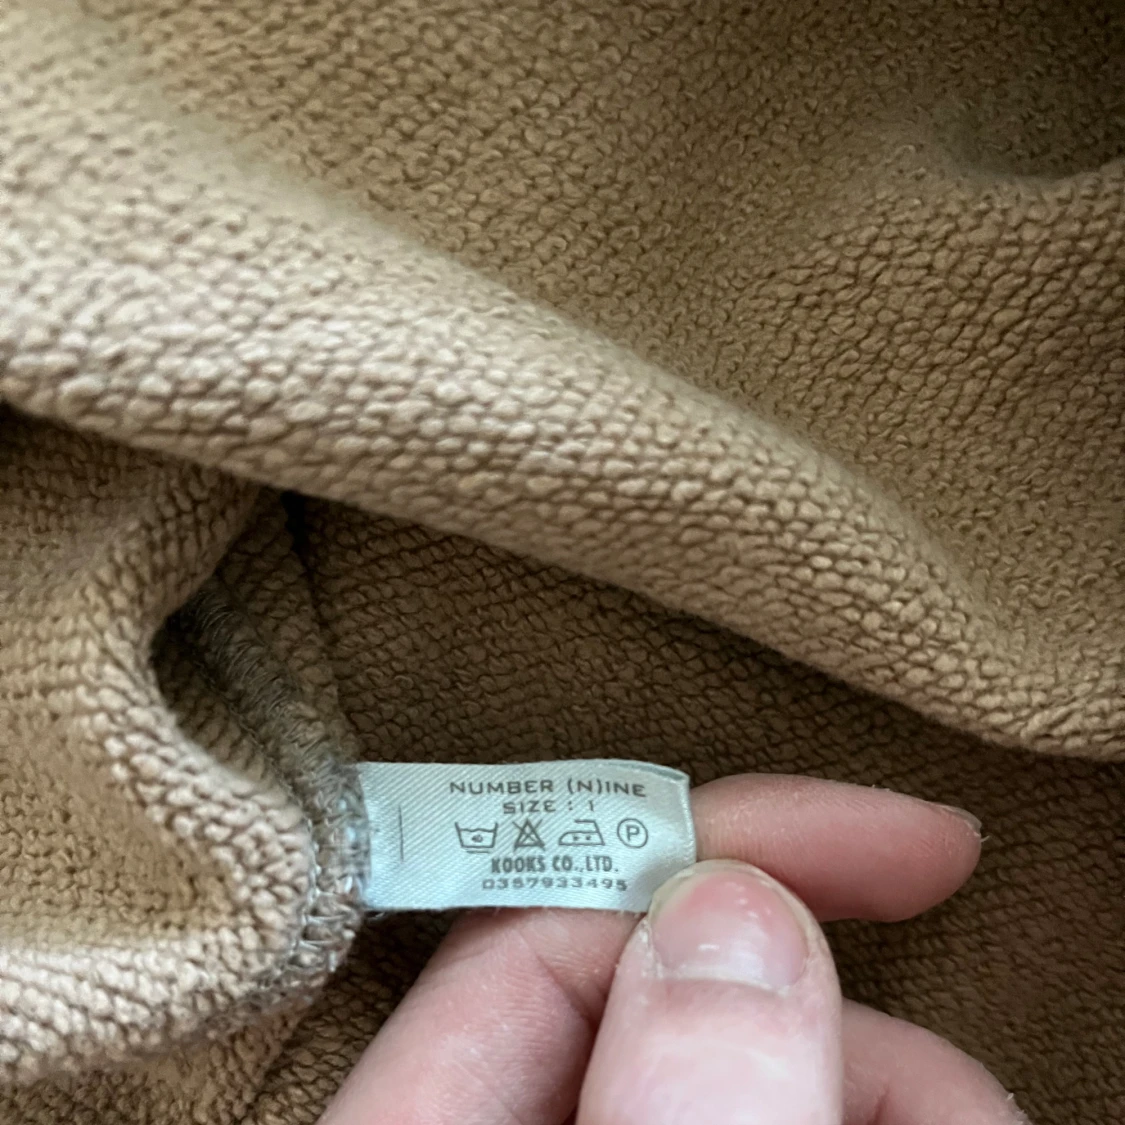 NUMBER (N)INE
SIZE : 1
P
KOOKS CO.,LTD.
0357933495